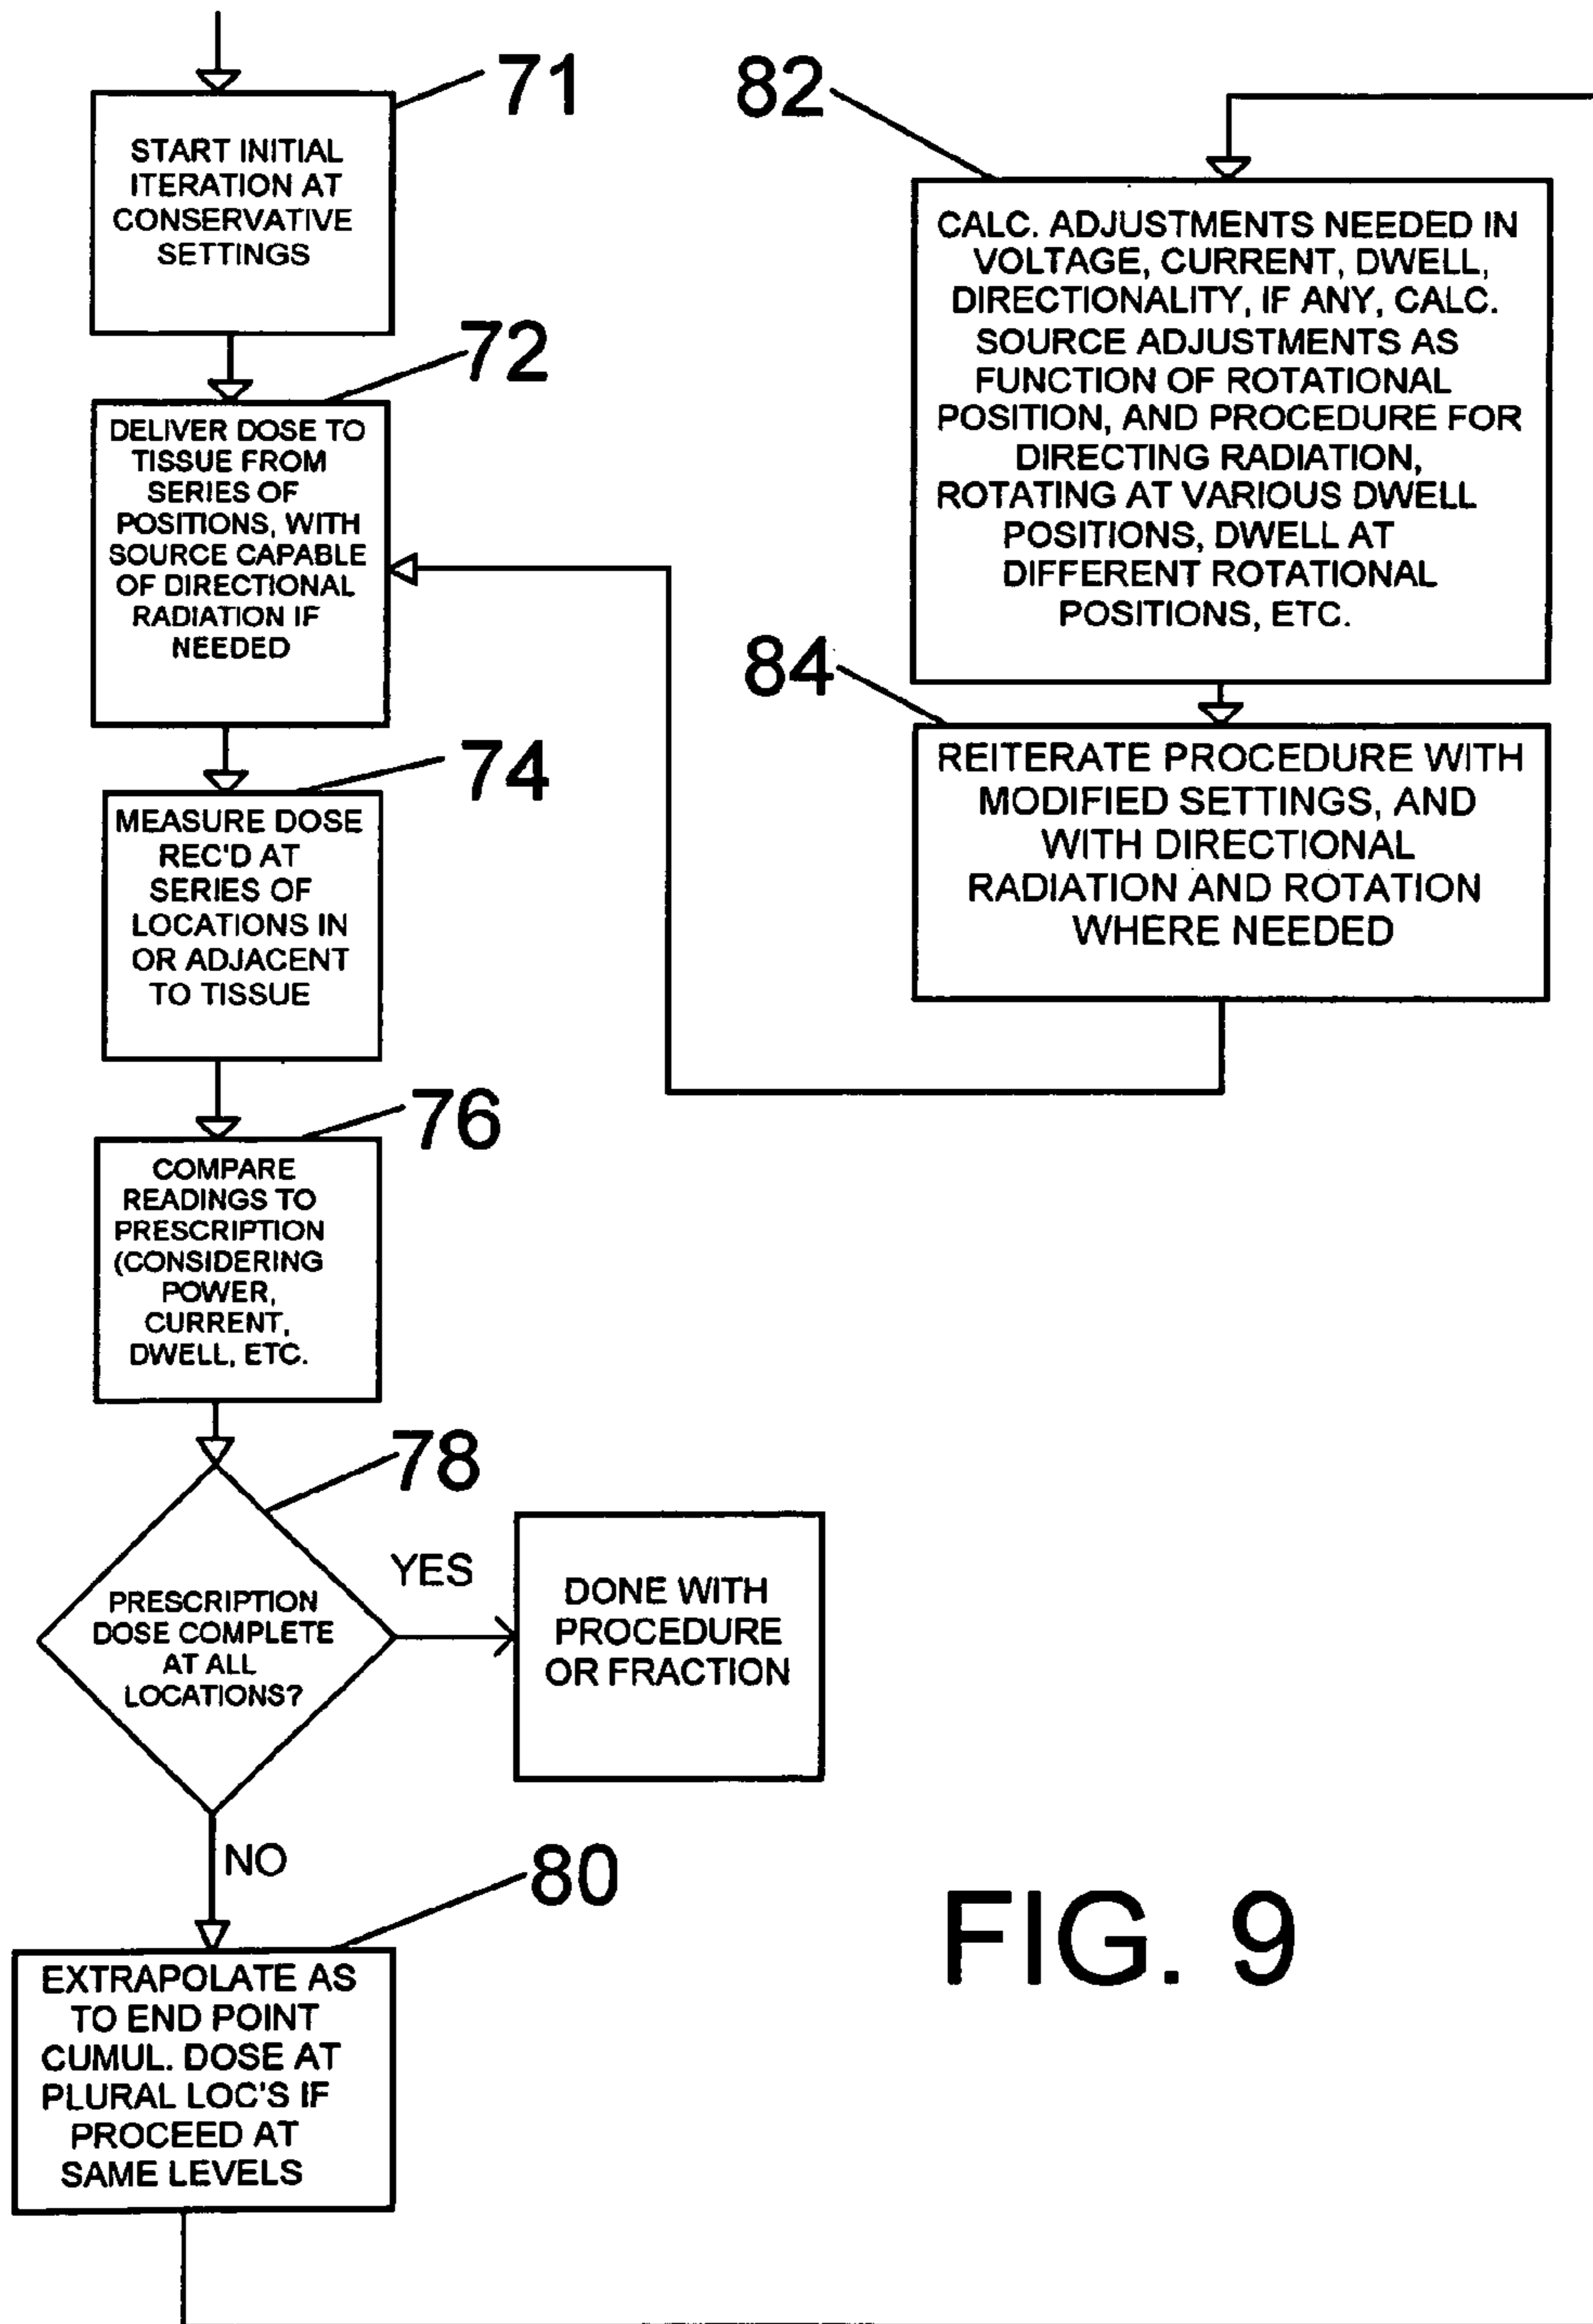 71
START INITIAL
ITERATION AT
CONSERVATIVE
SETTINGS
72
DELIVER DOSE TO
TISSUE FROM
SERIES OF
POSITIONS, WITH
SOURCE CAPABLE
OF DIRECTIONAL
RADIATION IF
NEEDED
74
MEASURE DOSE
REC'D AT
SERIES OF
LOCATIONS IN
OR ADJACENT
TO TISSUE
76
COMPARE
READINGS TO
PRESCRIPTION
(CONSIDERING
POWER,
CURRENT,
DWELL, ETC.
78
PRESCRIPTION
DOSE COMPLETE
AT ALL
LOCATIONS?
YES
DONE WITH
PROCEDURE
OR FRACTION
NO
80
EXTRAPOLATE AS
TO END POINT
CUMUL. DOSE AT
PLURAL LOC'S IF
PROCEED AT
SAME LEVELS
82
CALC. ADJUSTMENTS NEEDED IN
VOLTAGE, CURRENT, DWELL,
DIRECTIONALITY, IF ANY, CALC.
SOURCE ADJUSTMENTS AS
FUNCTION OF ROTATIONAL
POSITION, AND PROCEDURE FOR
DIRECTING RADIATION,
ROTATING AT VARIOUS DWELL
POSITIONS, DWELL AT
DIFFERENT ROTATIONAL
POSITIONS, ETC.
84
REITERATE PROCEDURE WITH
MODIFIED SETTINGS, AND
WITH DIRECTIONAL
RADIATION AND ROTATION
WHERE NEEDED
FIG. 9